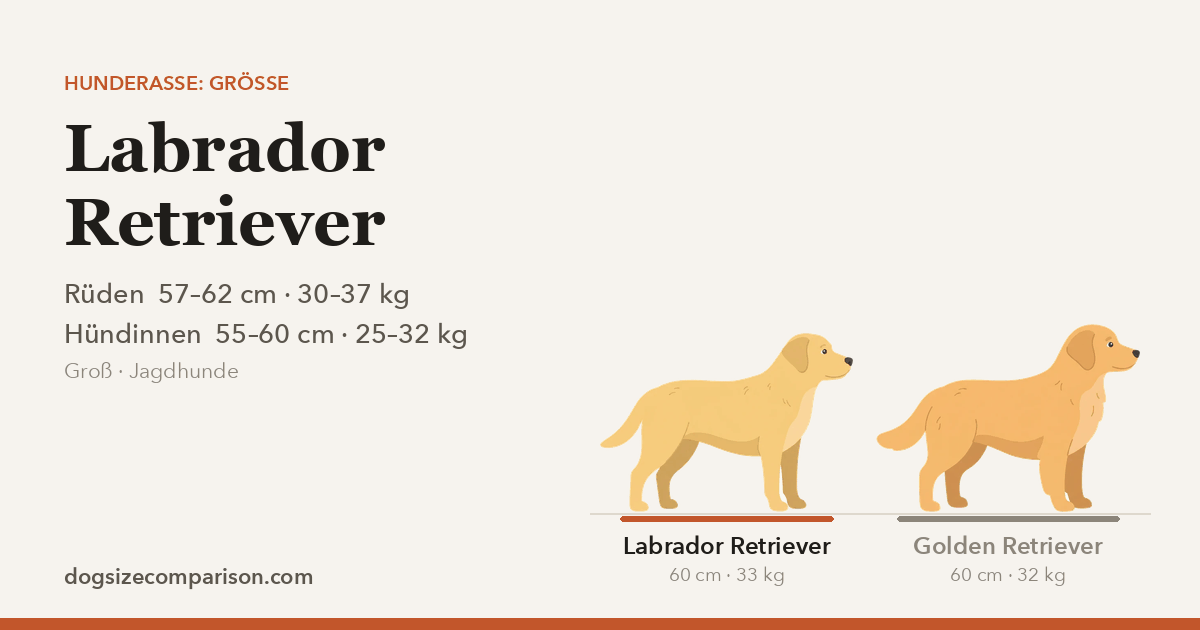 HUNDERASSE: GRÖSSE
Labrador
Retriever
Rüden 57–62 cm · 30–37 kg
Hündinnen 55–60 cm · 25–32 kg
Groß · Jagdhunde
Labrador Retriever
60 cm · 33 kg
Golden Retriever
60 cm · 32 kg
dogsizecomparison.com